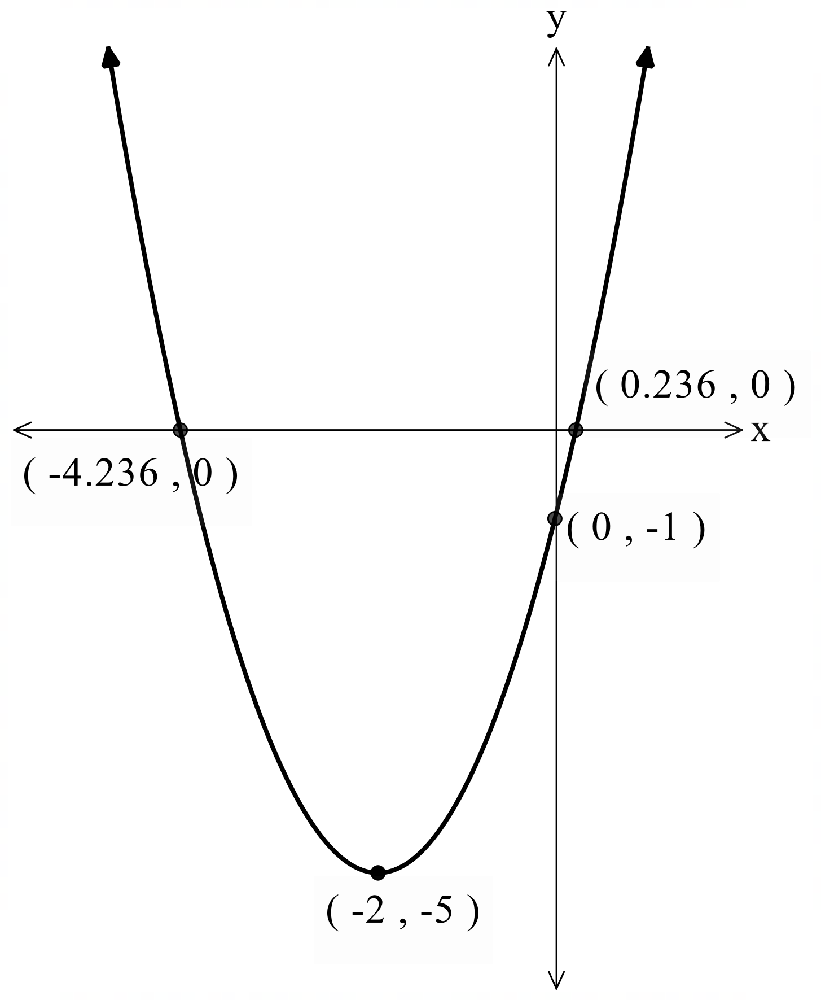 y
( 0.236 , 0 )
x
( -4.236 , 0 )
( 0 , -1 )
( -2 , -5 )